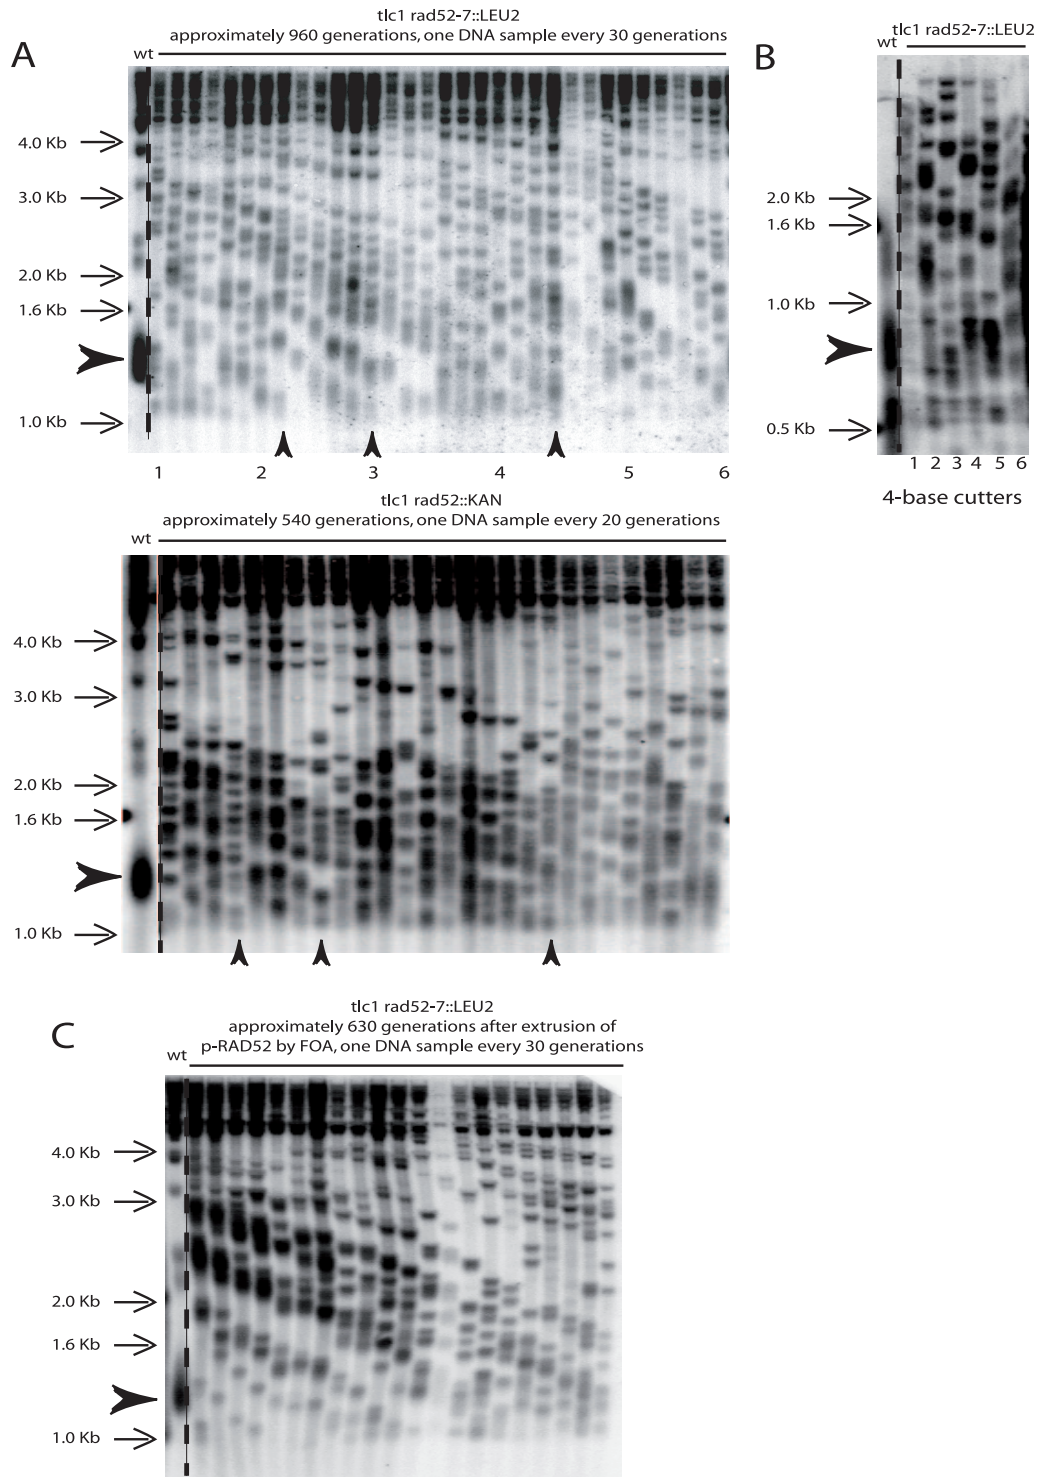 tlc1 rad52-7::LEU2
approximately 960 generations, one DNA sample every 30 generations
A
wt
4.0 Kb
3.0 Kb
2.0 Kb
1.6 Kb
1.0 Kb
1 2 3 4 5 6
B
tlc1 rad52-7::LEU2
wt
2.0 Kb
1.6 Kb
1.0 Kb
0.5 Kb
1 2 3 4 5 6
4-base cutters
tlc1 rad52::KAN
approximately 540 generations, one DNA sample every 20 generations
wt
4.0 Kb
3.0 Kb
2.0 Kb
1.6 Kb
1.0 Kb
C
tlc1 rad52-7::LEU2
approximately 630 generations after extrusion of
p-RAD52 by FOA, one DNA sample every 30 generations
wt
4.0 Kb
3.0 Kb
2.0 Kb
1.6 Kb
1.0 Kb